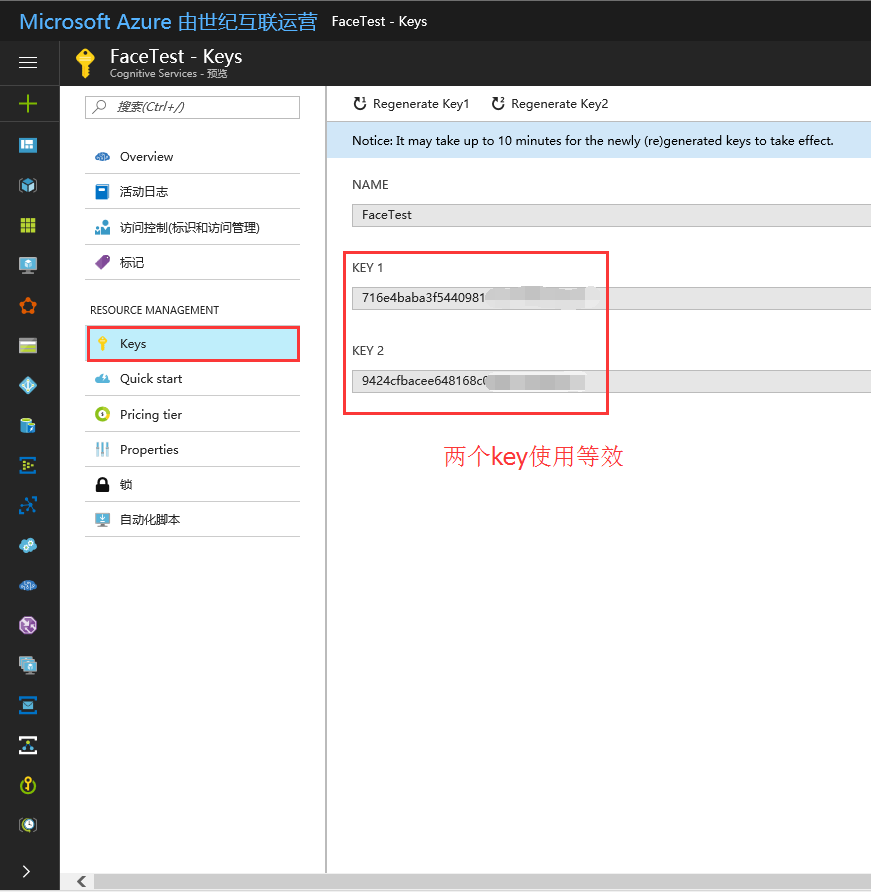 Microsoft Azure 由世纪互联运营 FaceTest - Keys
FaceTest - Keys
Cognitive Services - 预览
搜索(Ctrl+/)
Overview
活动日志
访问控制(标识和访问管理)
标记
RESOURCE MANAGEMENT
Keys
Quick start
Pricing tier
Properties
锁
自动化脚本
Regenerate Key1 Regenerate Key2
Notice: It may take up to 10 minutes for the newly (re)generated keys to take effect.
NAME
FaceTest
KEY 1
716e4baba3f5440981
KEY 2
9424cfbacee648168c
两个key使用等效